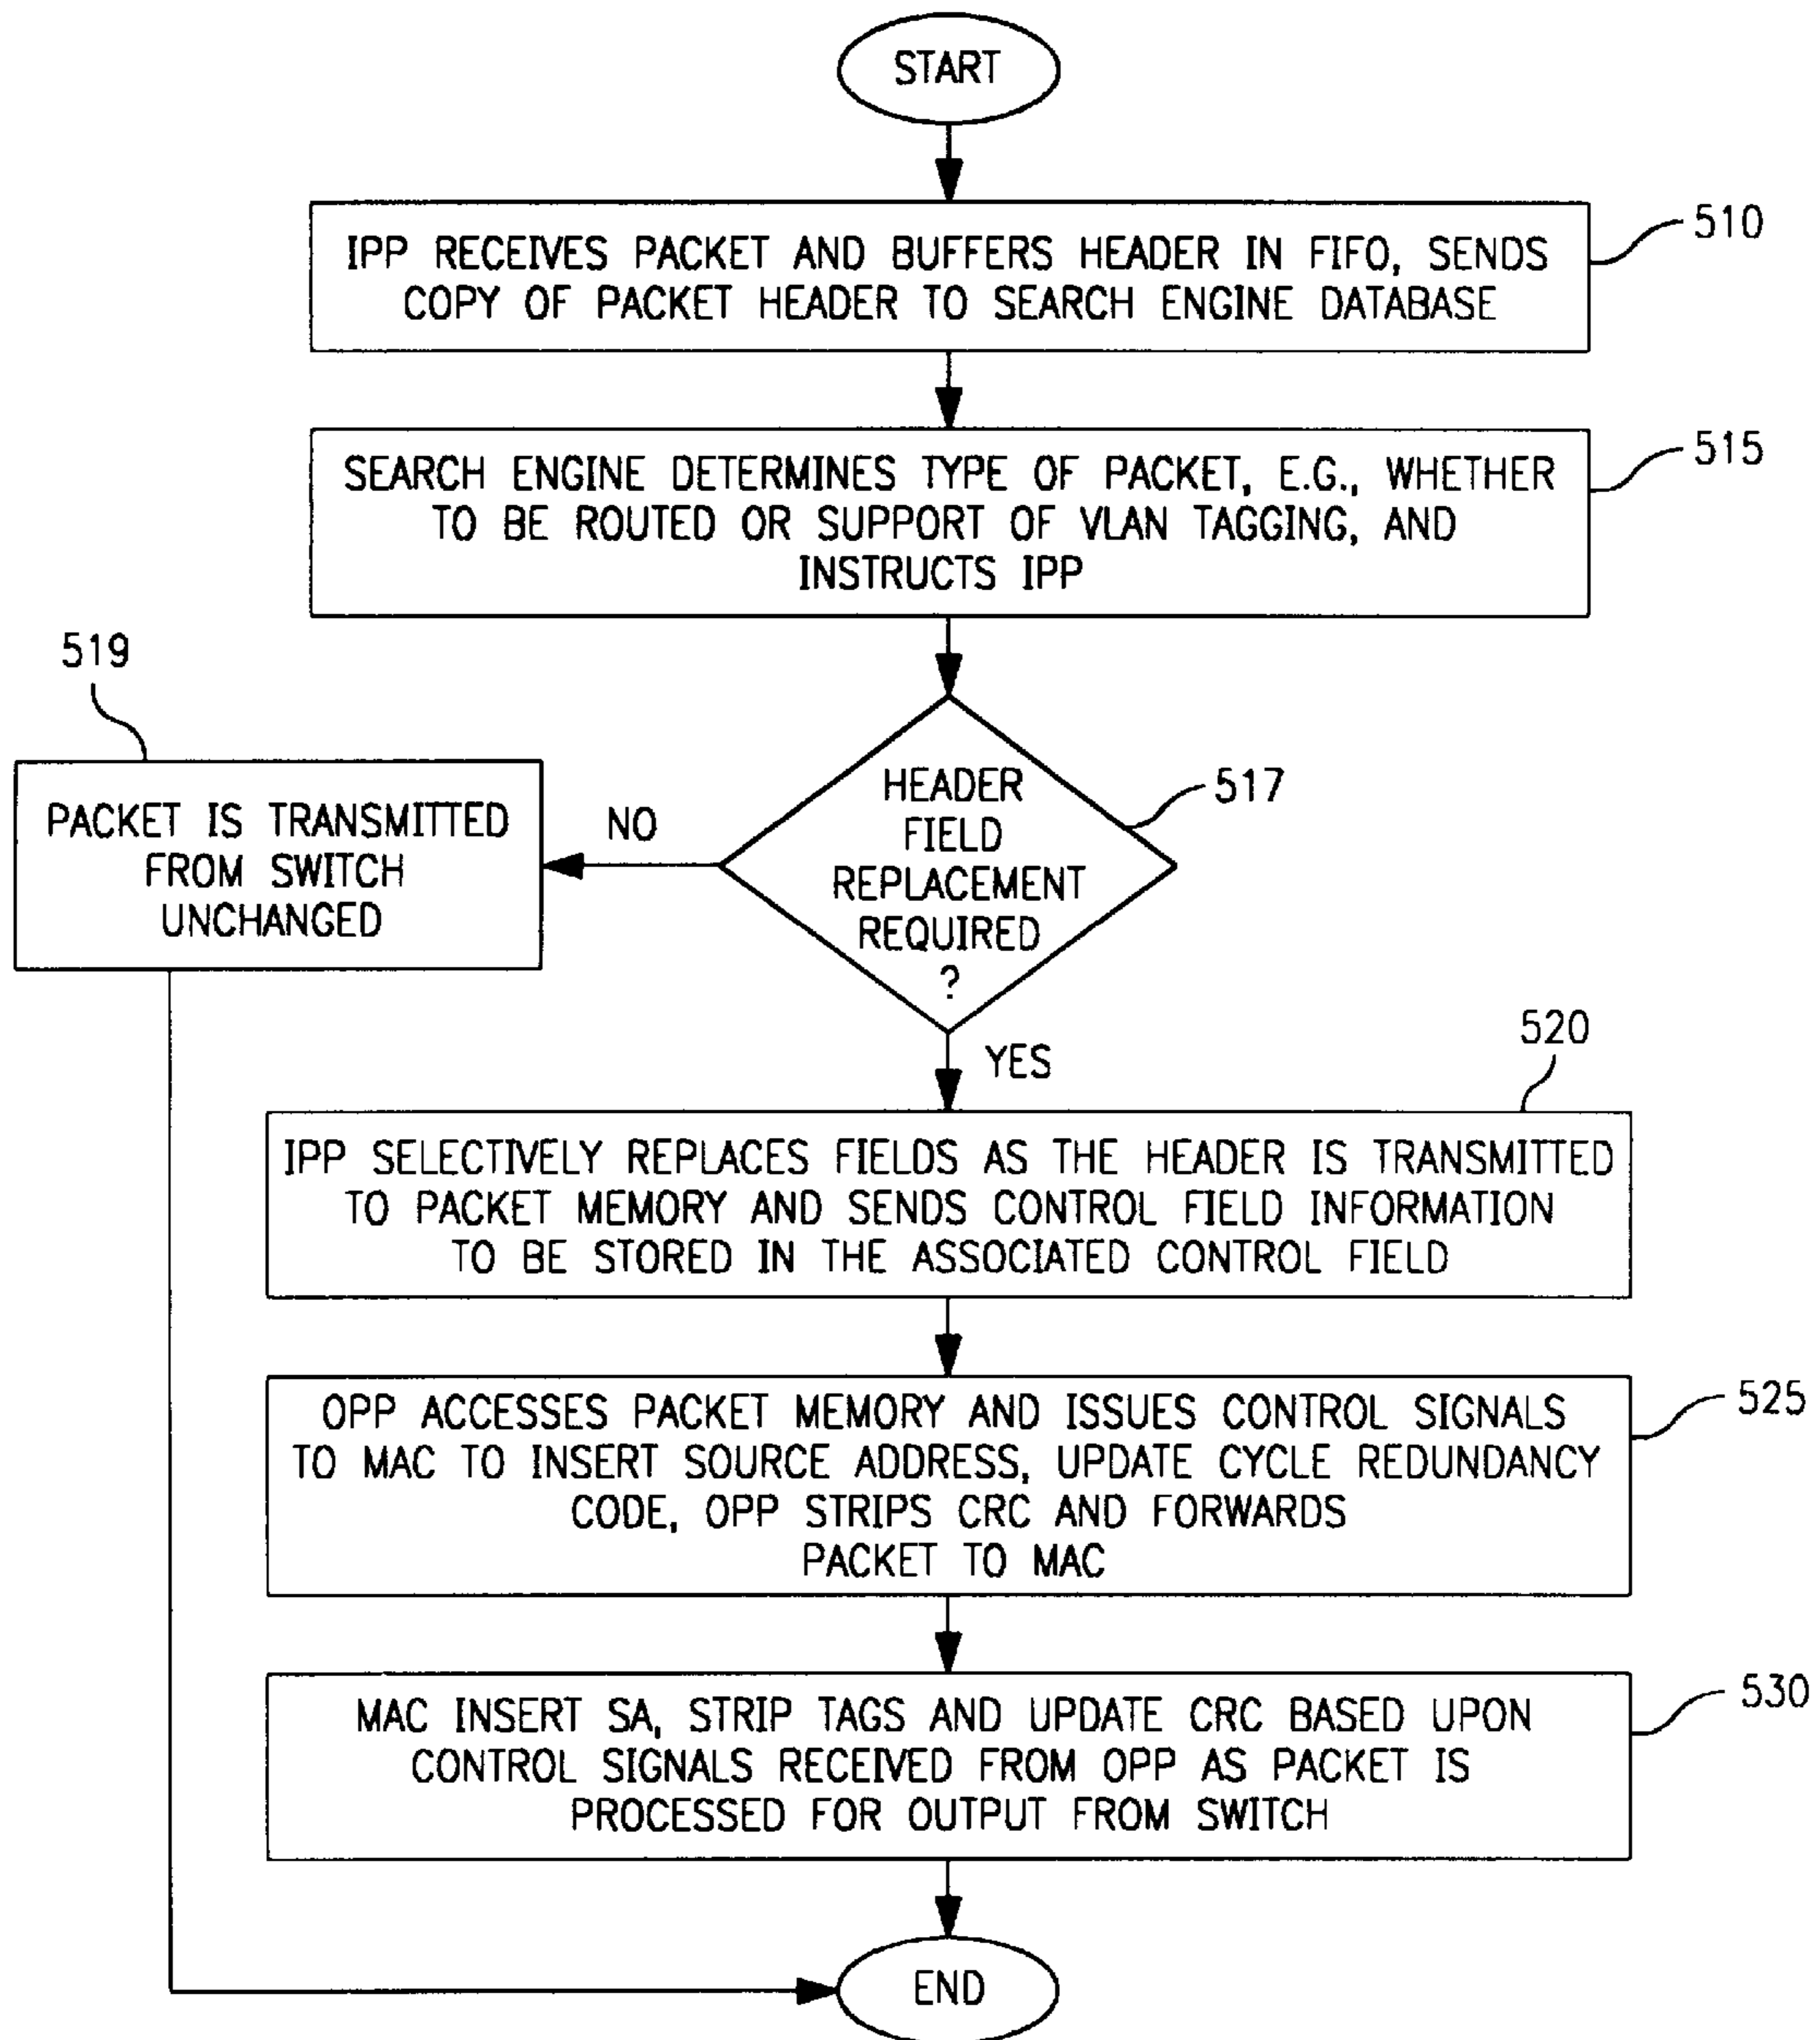 START
IPP RECEIVES PACKET AND BUFFERS HEADER IN FIFO, SENDS
COPY OF PACKET HEADER TO SEARCH ENGINE DATABASE
510
SEARCH ENGINE DETERMINES TYPE OF PACKET, E.G., WHETHER
TO BE ROUTED OR SUPPORT OF VLAN TAGGING, AND
INSTRUCTS IPP
515
HEADER
FIELD
REPLACEMENT
REQUIRED
?
517
NO
519
PACKET IS TRANSMITTED
FROM SWITCH
UNCHANGED
YES
520
IPP SELECTIVELY REPLACES FIELDS AS THE HEADER IS TRANSMITTED
TO PACKET MEMORY AND SENDS CONTROL FIELD INFORMATION
TO BE STORED IN THE ASSOCIATED CONTROL FIELD
OPP ACCESSES PACKET MEMORY AND ISSUES CONTROL SIGNALS
TO MAC TO INSERT SOURCE ADDRESS, UPDATE CYCLE REDUNDANCY
CODE, OPP STRIPS CRC AND FORWARDS
PACKET TO MAC
525
MAC INSERT SA, STRIP TAGS AND UPDATE CRC BASED UPON
CONTROL SIGNALS RECEIVED FROM OPP AS PACKET IS
PROCESSED FOR OUTPUT FROM SWITCH
530
END